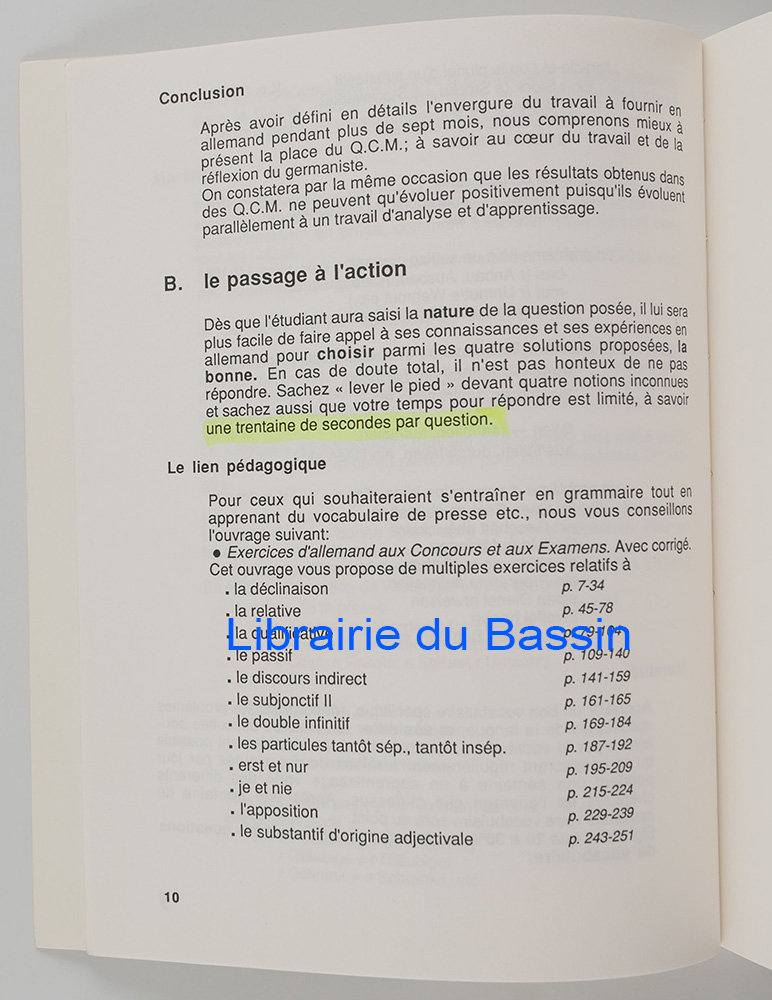 Conclusion
Après avoir défini en détails l'envergure du travail à fournir en
allemand pendant plus de sept mois, nous comprenons mieux à
présent la place du Q.C.M.; à savoir au cœur du travail et de la
réflexion du germaniste.
On constatera par la même occasion que les résultats obtenus dans
des Q.C.M. ne peuvent qu'évoluer positivement puisqu'ils évoluent
parallèlement à un travail d'analyse et d'apprentissage.
B. le passage à l'action
Dès que l'étudiant aura saisi la nature de la question posée, il lui sera
plus facile de faire appel à ses connaissances et ses expériences en
allemand pour choisir parmi les quatre solutions proposées, la
bonne. En cas de doute total, il n'est pas honteux de ne pas
répondre. Sachez « lever le pied » devant quatre notions inconnues
et sachez aussi que votre temps pour répondre est limité, à savoir
une trentaine de secondes par question.
Le lien pédagogique
Pour ceux qui souhaiteraient s'entraîner en grammaire tout en
apprenant du vocabulaire de presse etc., nous vous conseillons
l'ouvrage suivant:
● Exercices d'allemand aux Concours et aux Examens. Avec corrigé.
Cet ouvrage vous propose de multiples exercices relatifs à
. la déclinaison p. 7-34
. la relative p. 45-78
. la qualificative p. 79-104
Librairie du Bassin
. le passif p. 109-140
. le discours indirect p. 141-159
. le subjonctif II p. 161-165
. le double infinitif p. 169-184
. les particules tantôt sép., tantôt insép. p. 187-192
. erst et nur p. 195-209
. je et nie p. 215-224
. l'apposition p. 229-239
. le substantif d'origine adjectivale p. 243-251
10